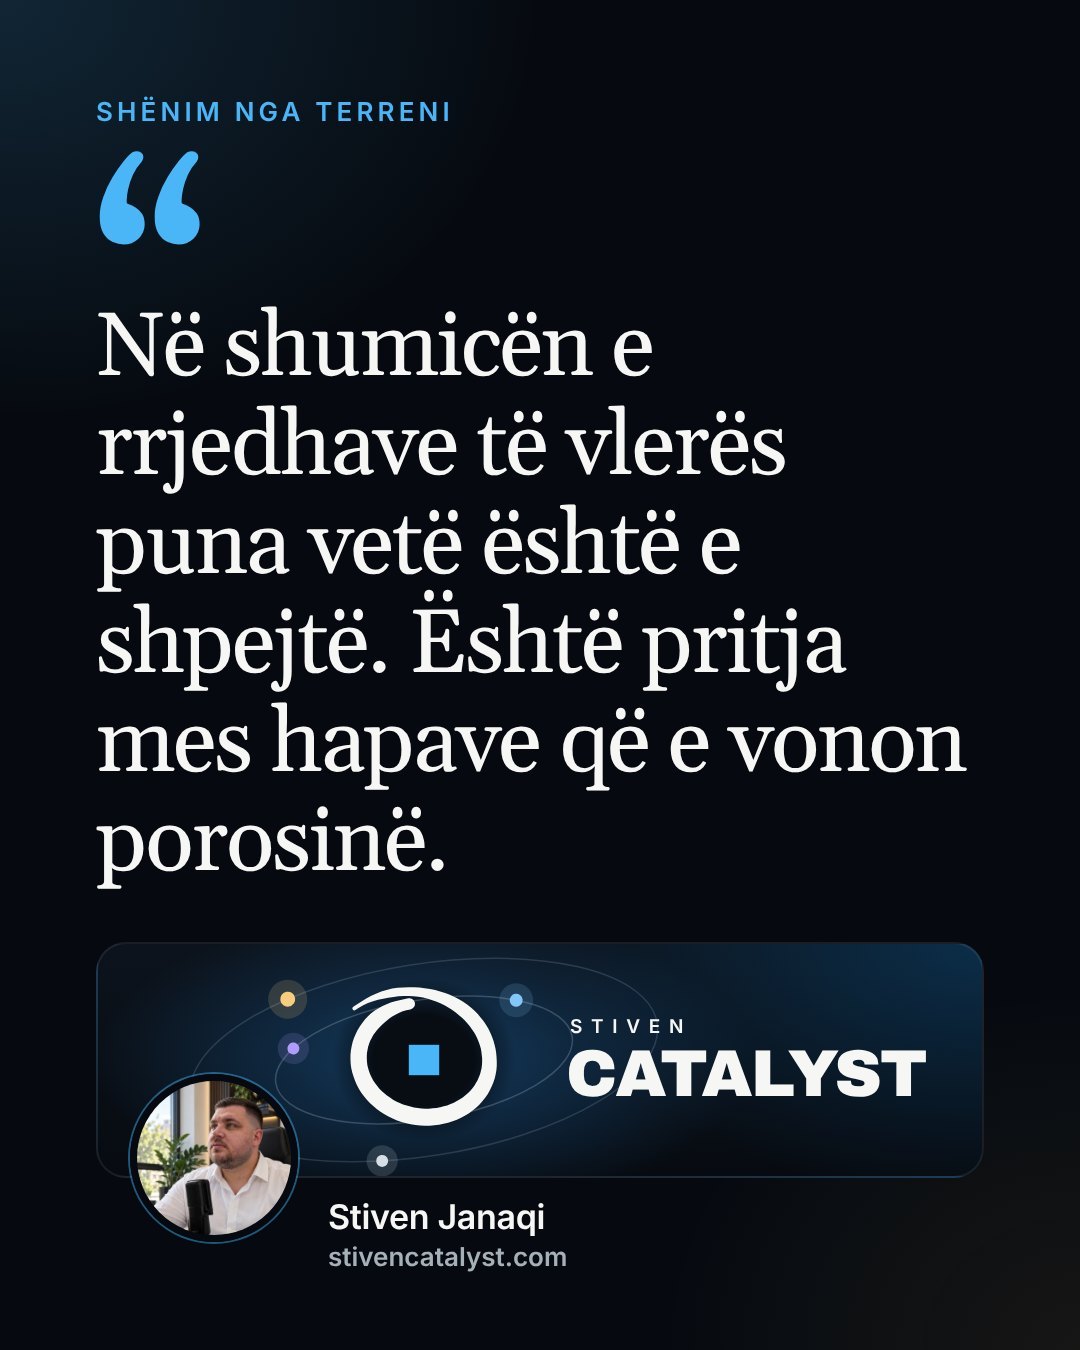 SHËNIM NGA TERRENI
“
Në shumicën e
rrjedhave të vlerës
puna vetë është e
shpejtë. Është pritja
mes hapave që e vonon
porosinë.
STIVEN
CATALYST
Stiven Janaqi
stivencatalyst.com